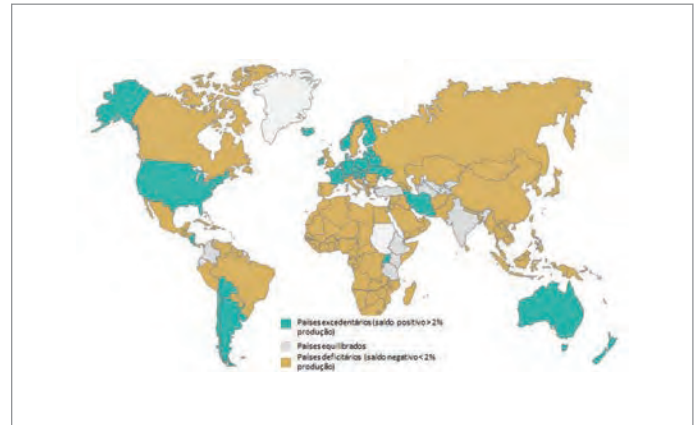 Países excedentários (saldo positivo > 2%
produção)
Países equilibrados
Países deficitários (saldo negativo < 2%
produção)